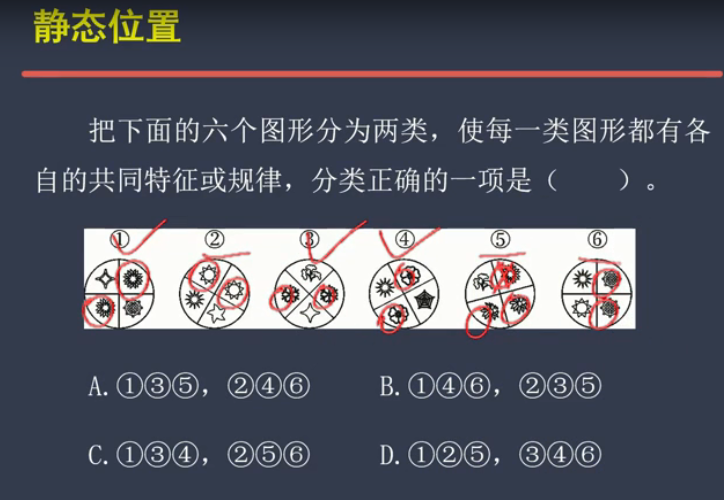 静态位置
把下面的六个图形分为两类，使每一类图形都有各
自的共同特征或规律，分类正确的一项是（　　）。
① ② ③ ④ ⑤ ⑥
A.①③⑤，②④⑥ B.①④⑥，②③⑤
C.①③④，②⑤⑥ D.①②⑤，③④⑥